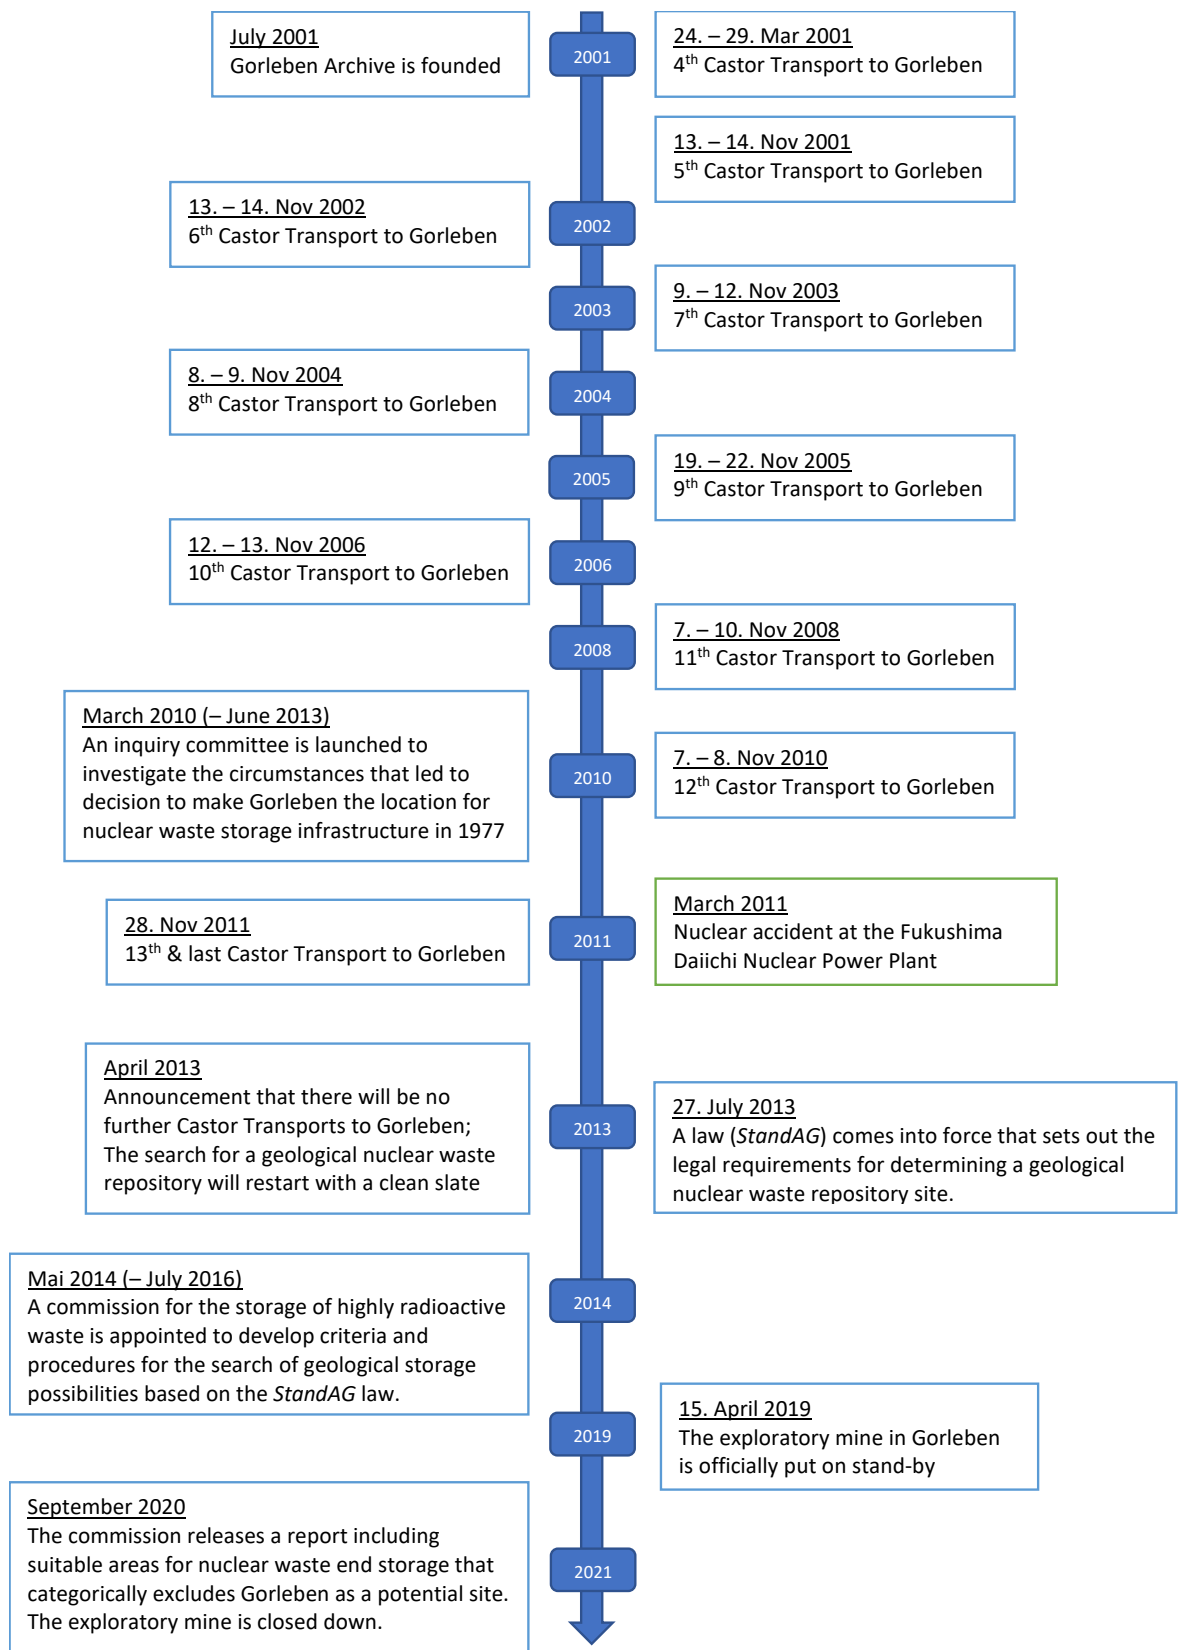 July 2001
Gorleben Archive is founded
2001
24. – 29. Mar 2001
4th Castor Transport to Gorleben
13. – 14. Nov 2001
5th Castor Transport to Gorleben
13. – 14. Nov 2002
6th Castor Transport to Gorleben
2002
2003
9. – 12. Nov 2003
7th Castor Transport to Gorleben
8. – 9. Nov 2004
8th Castor Transport to Gorleben
2004
2005
19. – 22. Nov 2005
9th Castor Transport to Gorleben
12. – 13. Nov 2006
10th Castor Transport to Gorleben
2006
2008
7. – 10. Nov 2008
11th Castor Transport to Gorleben
March 2010 (– June 2013)
An inquiry committee is launched to
investigate the circumstances that led to
decision to make Gorleben the location for
nuclear waste storage infrastructure in 1977
2010
7. – 8. Nov 2010
12th Castor Transport to Gorleben
28. Nov 2011
13th & last Castor Transport to Gorleben
2011
March 2011
Nuclear accident at the Fukushima
Daiichi Nuclear Power Plant
April 2013
Announcement that there will be no
further Castor Transports to Gorleben;
The search for a geological nuclear waste
repository will restart with a clean slate
2013
27. July 2013
A law (StandAG) comes into force that sets out the
legal requirements for determining a geological
nuclear waste repository site.
Mai 2014 (– July 2016)
A commission for the storage of highly radioactive
waste is appointed to develop criteria and
procedures for the search of geological storage
possibilities based on the StandAG law.
2014
2019
15. April 2019
The exploratory mine in Gorleben
is officially put on stand-by
September 2020
The commission releases a report including
suitable areas for nuclear waste end storage that
categorically excludes Gorleben as a potential site.
The exploratory mine is closed down.
2021